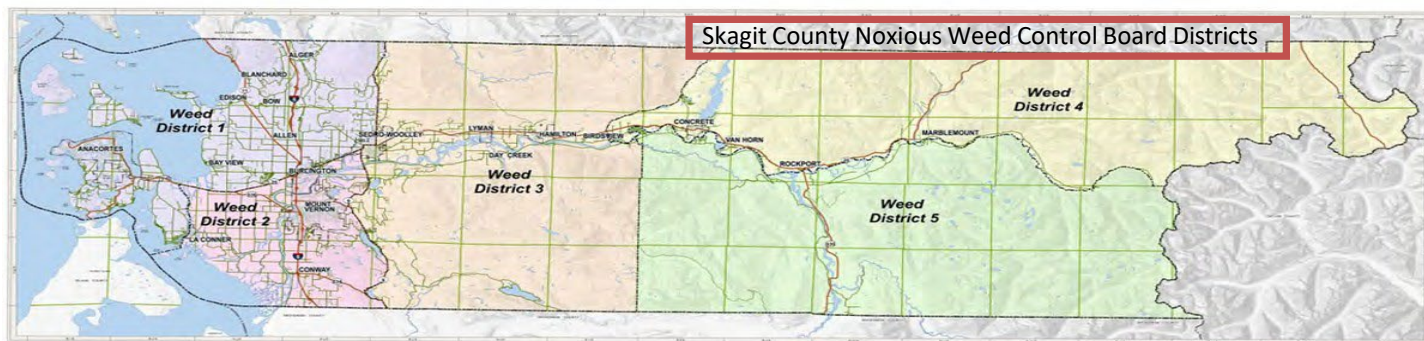 Skagit County Noxious Weed Control Board Districts
ALGER
BLANCHARD
EDISON
BOW
Weed
District 1
ALLEN
ANACORTES
BAY VIEW
BURLINGTON
SEDRO-WOOLLEY
LYMAN
HAMILTON
BIRDSVIEW
DAY CREEK
Weed
District 3
CONCRETE
VAN HORN
ROCKPORT
MARBLEMOUNT
Weed
District 4
Weed
District 2
MOUNT
VERNON
LA CONNER
CONWAY
Weed
District 5